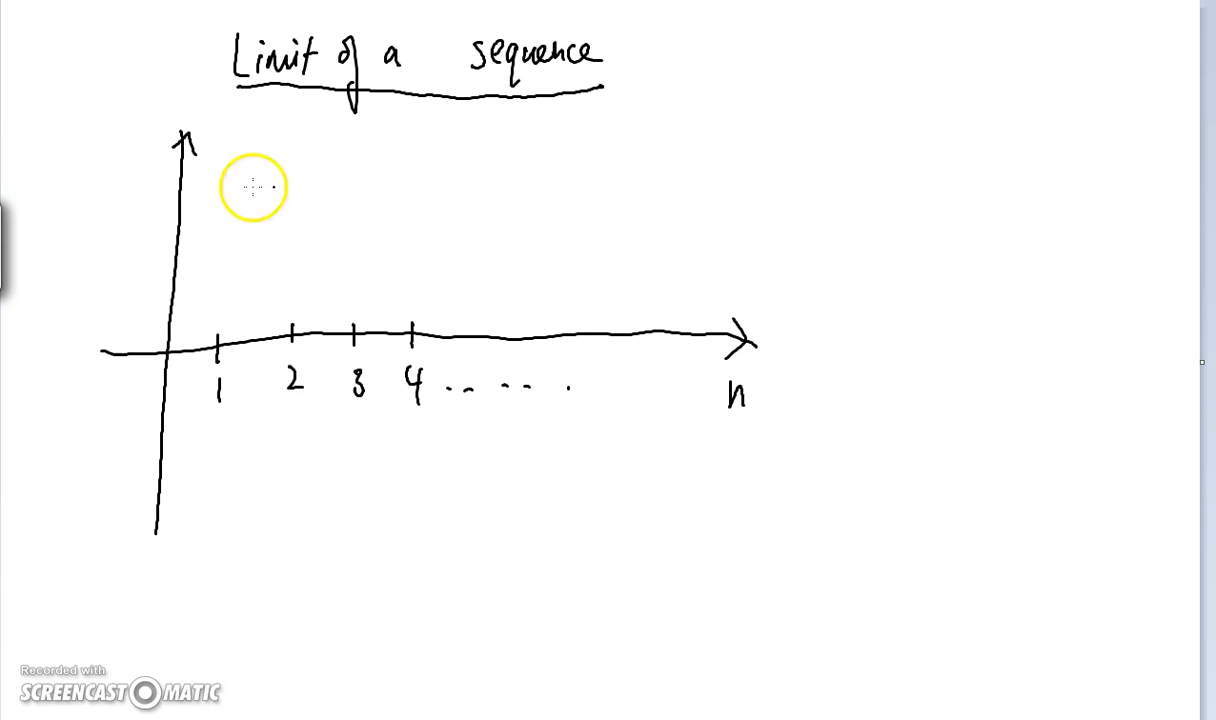 Limit of a sequence
1 2 3 4 ..... n
Recorded with
SCREENCAST MATIC